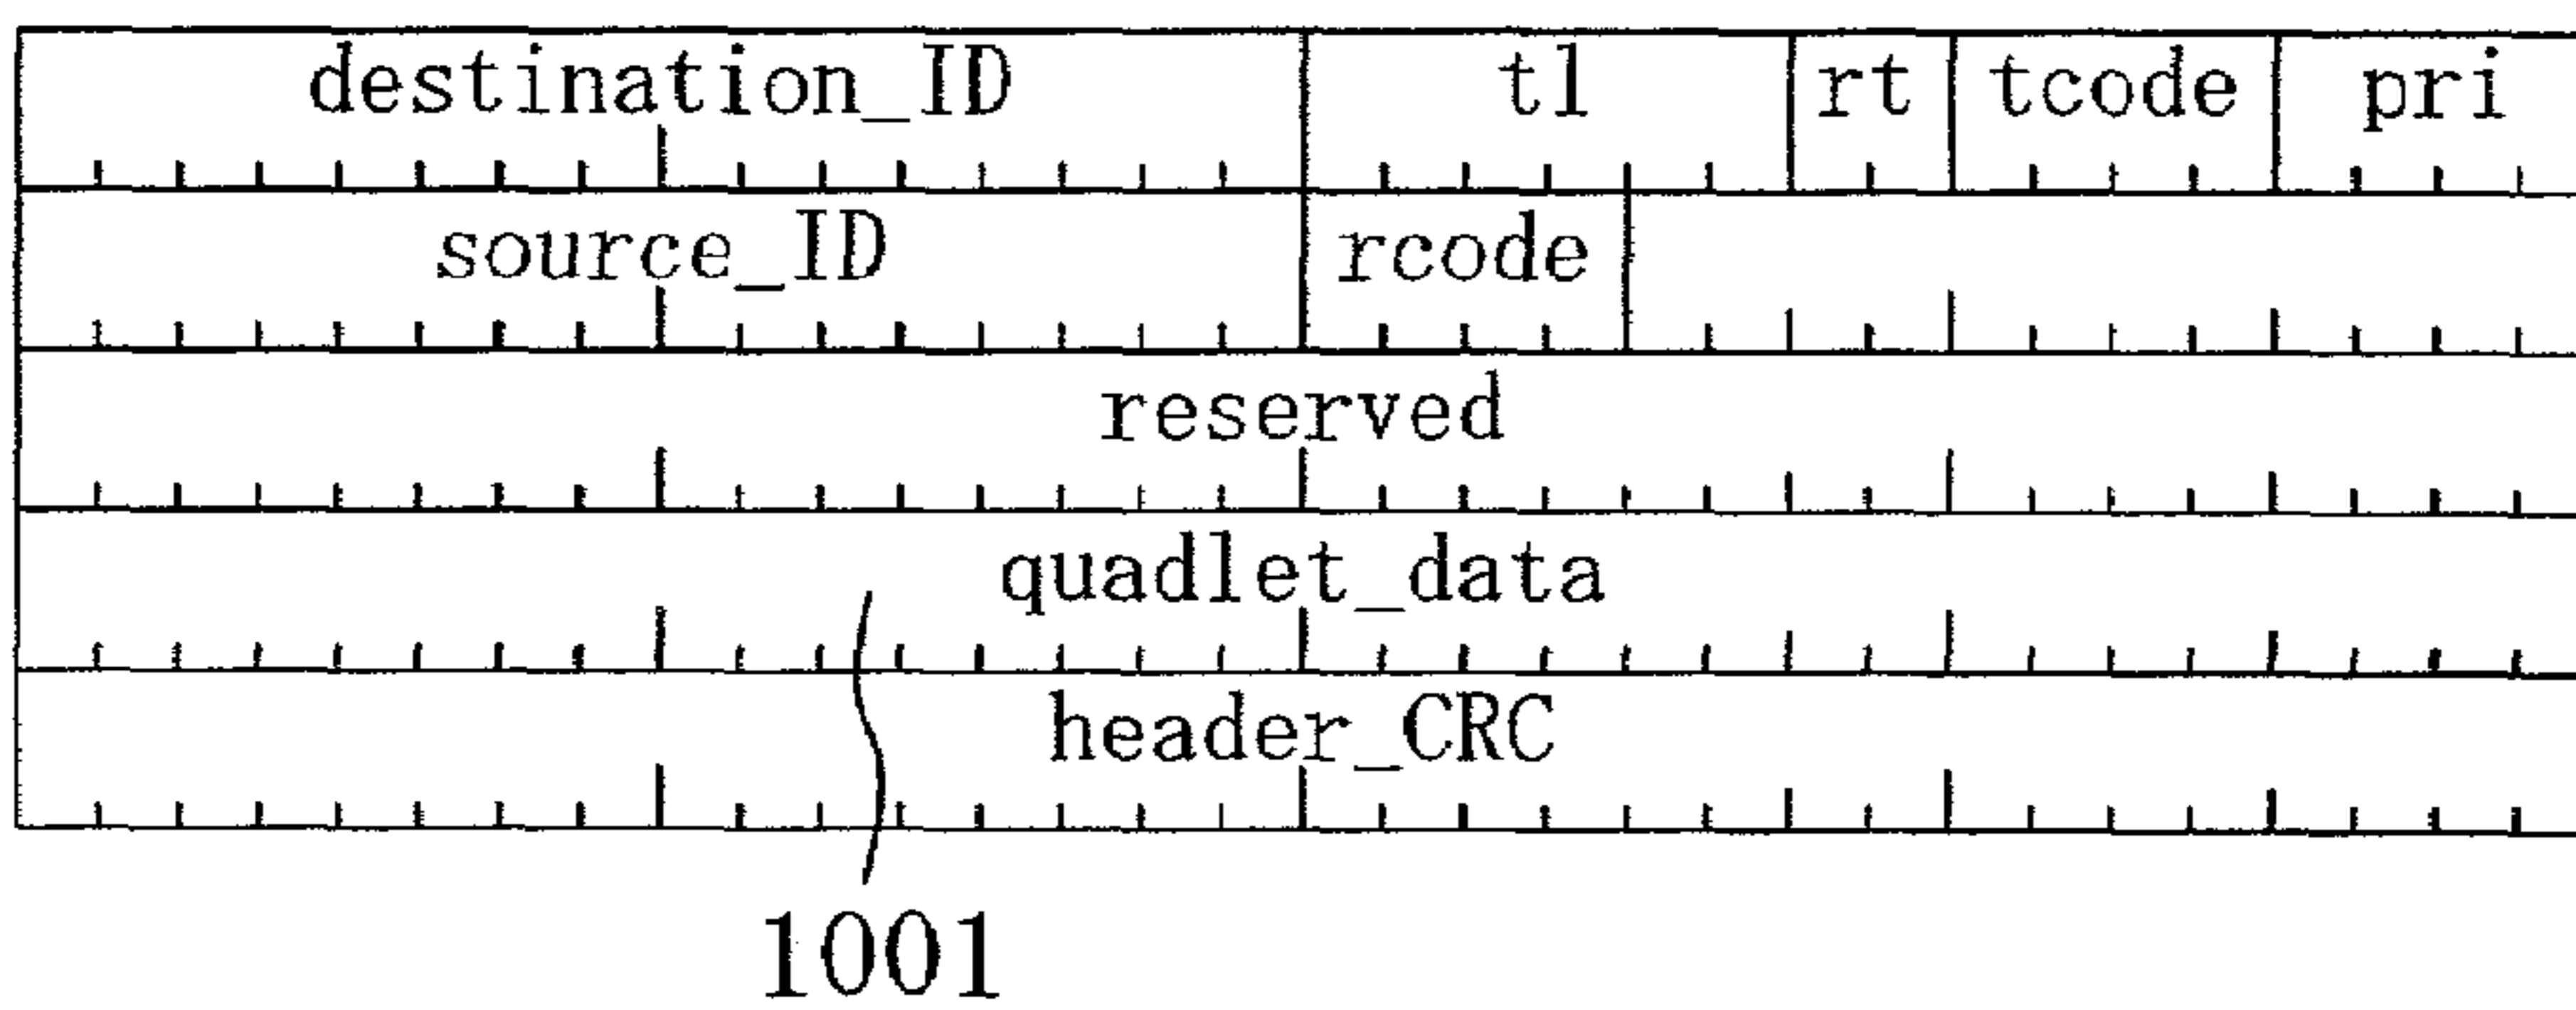 destination_ID tl rt tcode pri
source_ID rcode
reserved
quadlet_data
header_CRC
1001